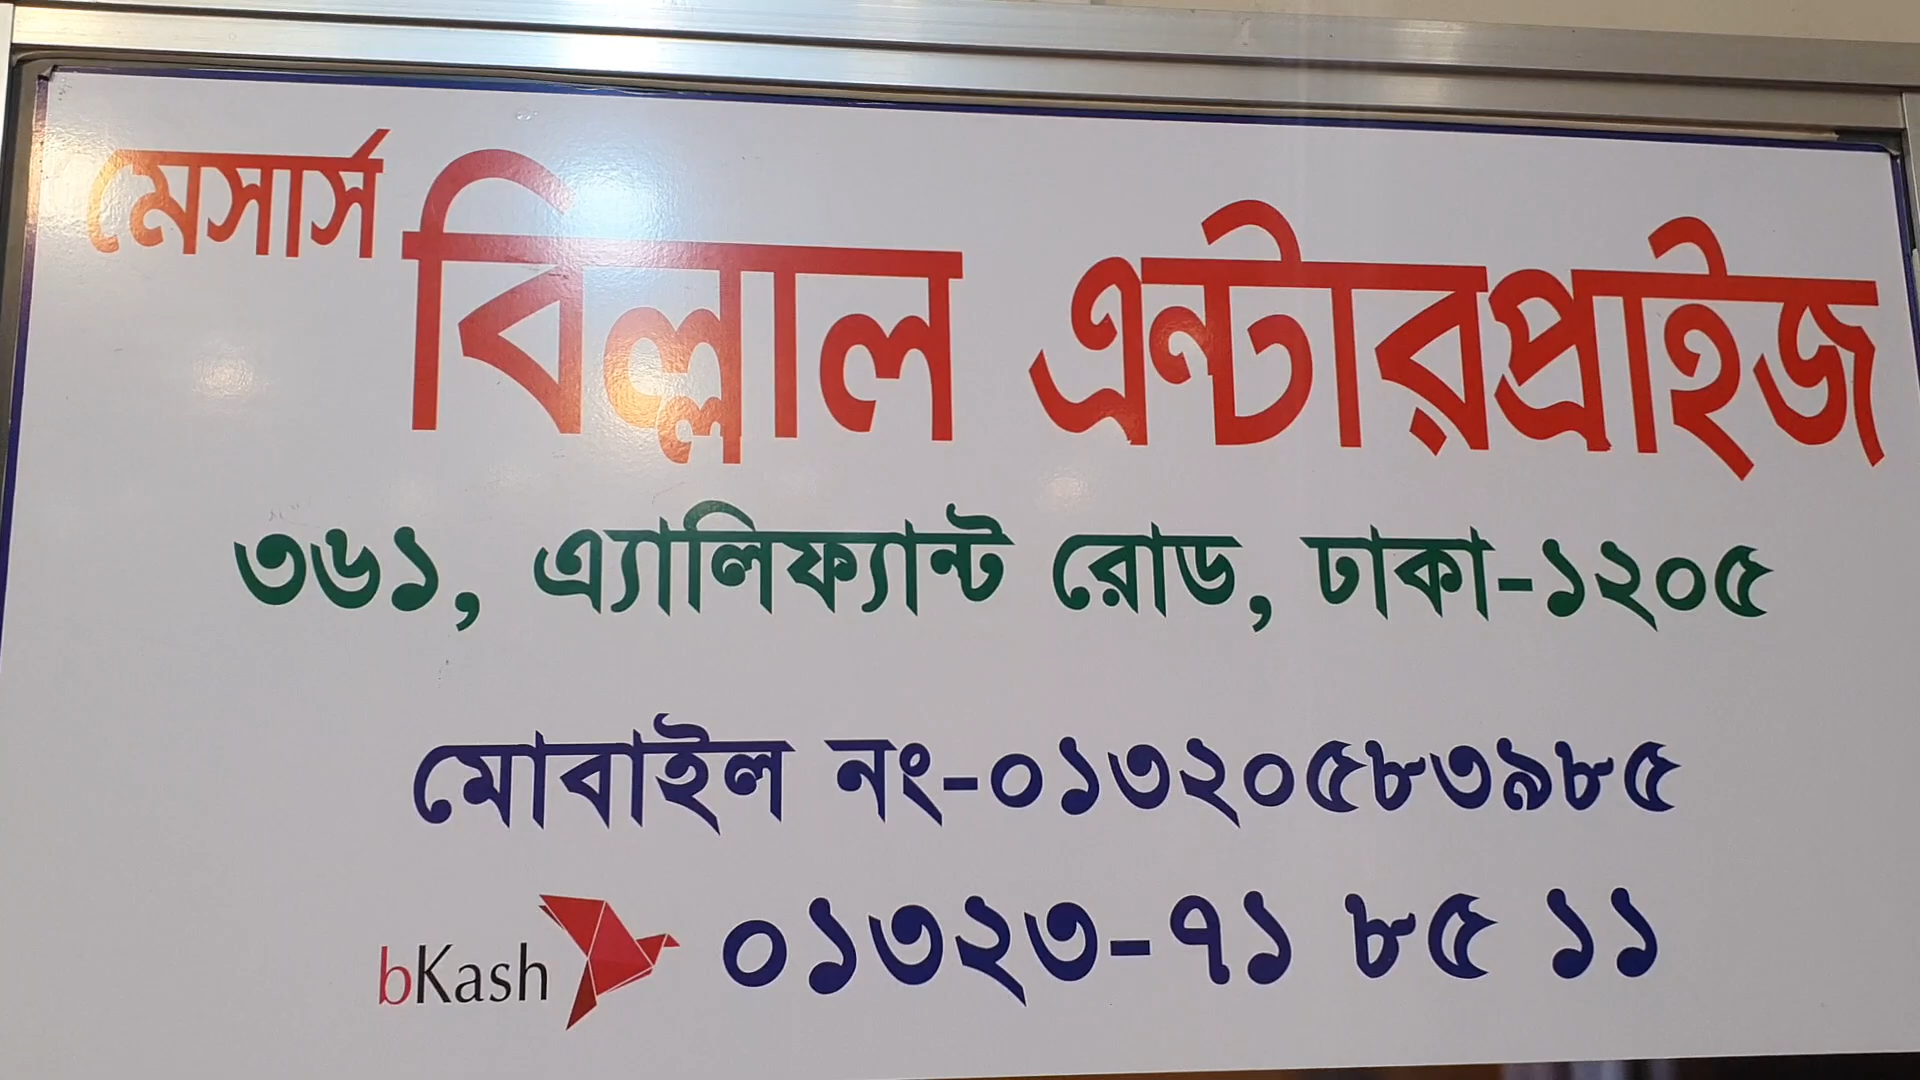 মেসার্স বিল্লাল এন্টারপ্রাইজ
৩৬১, এ্যালিফ্যান্ট রোড, ঢাকা-১২০৫
মোবাইল নং-০১৩২০৫৮৩৯৮৫
bKash ০১৩২৩-৭১ ৮৫ ১১